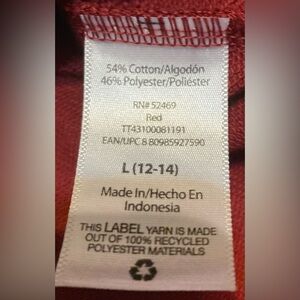 54% Cotton/Algodón
46% Polyester/Poliéster
RN# 52469
Red
TT43100081191
EAN/UPC 8 80985927590
L (12-14)
Made In/Hecho En
Indonesia
THIS LABEL YARN IS MADE
OUT OF 100% RECYCLED
POLYESTER MATERIALS